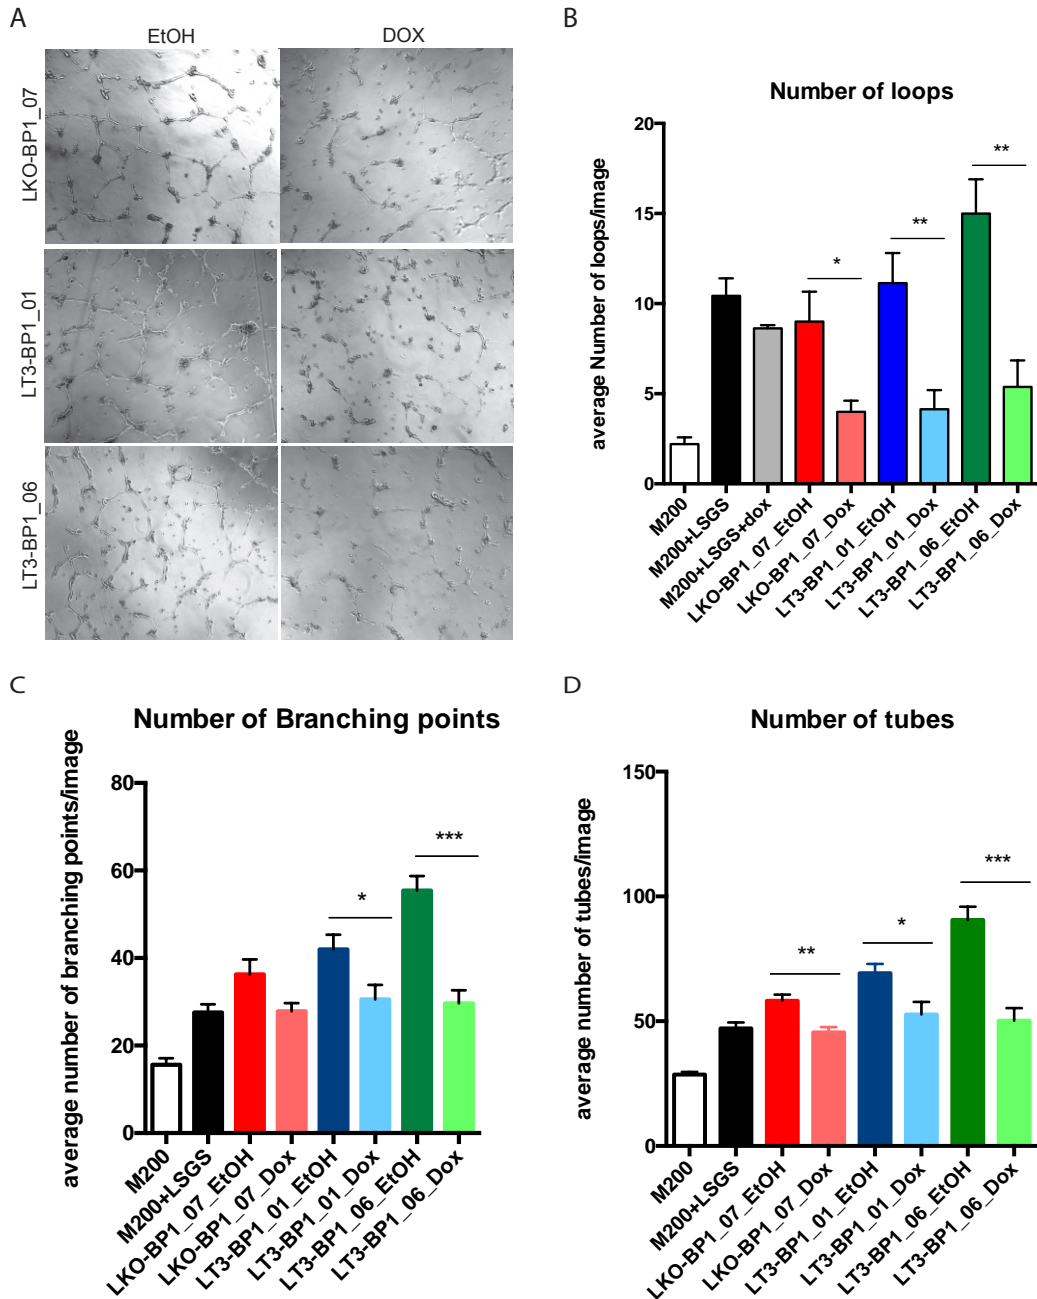 A
EtOH
DOX
LKO-BP1_07
LT3-BP1_01
LT3-BP1_06
B
Number of loops
average Number of loops/image
20
15
10
5
0
*
**
**
M200
M200+LSGS
M200+LSGS+dox
LKO-BP1_07_EtOH
LKO-BP1_07_Dox
LKO-BP1_01_EtOH
LT3-BP1_01_Dox
LT3-BP1_06_EtOH
LT3-BP1_06_Dox
C
Number of Branching points
average number of branching points/image
80
60
40
20
0
*
***
M200
M200+LSGS
LKO-BP1_07_EtOH
LKO-BP1_07_Dox
LT3-BP1_01_EtOH
LT3-BP1_01_Dox
LT3-BP1_06_EtOH
LT3-BP1_06_Dox
D
Number of tubes
average number of tubes/image
150
100
50
0
**
*
***
M200
M200+LSGS
LKO-BP1_07_EtOH
LKO-BP1_07_Dox
LT3-BP1_01_EtOH
LT3-BP1_01_Dox
LT3-BP1_06_EtOH
LT3-BP1_06_Dox